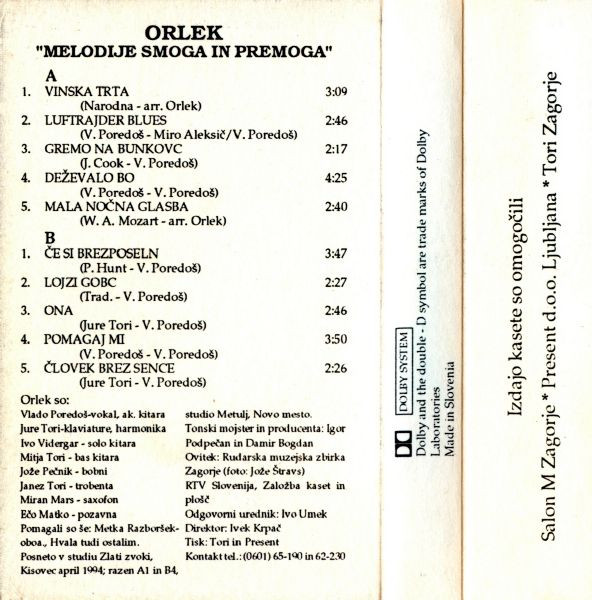 ORLEK
"MELODIJE SMOGA IN PREMOGA"
A
1. VINSKA TRTA 3:09
(Narodna - arr. Orlek)
2. LUFTRAJDER BLUES 2:46
(V. Poredoš - Miro Aleksič/V. Poredoš)
3. GREMO NA BUNKOVC 2:17
(J. Cook - V. Poredoš)
4. DEŽEVALO BO 4:25
(V. Poredoš - V. Poredoš)
5. MALA NOČNA GLASBA 2:40
(W. A. Mozart - arr. Orlek)
B
1. ČE SI BREZPOSELN 3:47
(P. Hunt - V. Poredoš)
2. LOJZI GOBC 2:27
(Trad. - V. Poredoš)
3. ONA 2:46
(Jure Tori - V. Poredoš)
4. POMAGAJ MI 3:50
(V. Poredoš - V. Poredoš)
5. ČLOVEK BREZ SENCE 2:26
(Jure Tori - V. Poredoš)
Orlek so:
Vlado Poredoš-vokal, ak. kitara
Jure Tori-klaviature, harmonika
Ivo Vidergar - solo kitara
Mitja Tori - bas kitara
Jože Pečnik - bobni
Janez Tori - trobenta
Miran Mars - saxofon
Ečo Matko - pozavna
Pomagali so še: Metka Razboršek-
oboa., Hvala tudi ostalim.
Posneto v studiu Zlati zvoki,
Kisovec april 1994; razen A1 in B4,
studio Metulj, Novo mesto.
Tonski mojster in producenta: Igor
Podpečan in Damir Bogdan
Ovitek: Rudarska muzejska zbirka
Zagorje (foto: Jože Štravs)
RTV Slovenija, Založba kaset in
plošč
Odgovorni urednik: Ivo Umek
Direktor: Ivek Krpač
Tisk: Tori in Present
Kontakt tel.: (0601) 65-190 in 62-230
DOLBY SYSTEM
Dolby and the double - D symbol are trade marks of Dolby
Laboratories
Made in Slovenia
Izdajo kasete so omogočili
Salon M Zagorje * Present d.o.o. Ljubljana * Tori Zagorje